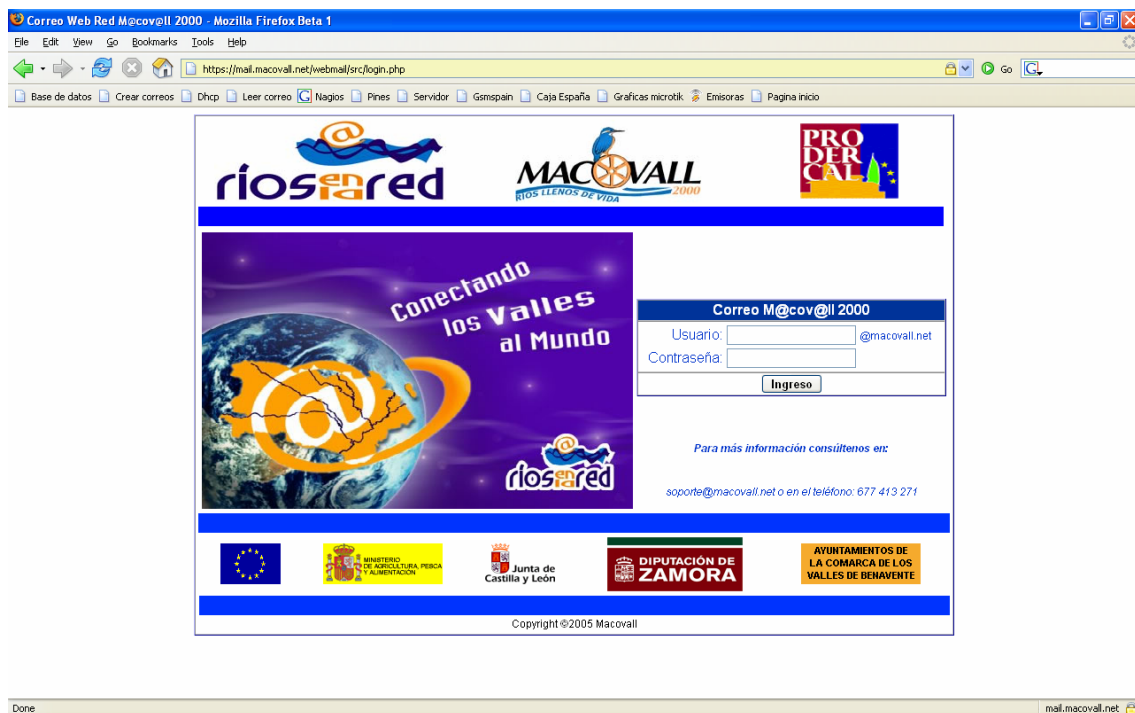 Correo Web Red M@cov@ll 2000 - Mozilla Firefox Beta 1
File Edit View Go Bookmarks Tools Help
https://mail.macovall.net/webmail/src/login.php Go G
Base de datos Crear correos Dhcp Leer correo Nagios Pines Servidor Gsmspain Caja España Graficas microtik Emisoras Pagina inicio
ríos en la red
MACOVALL
RIOS LLENOS DE VIDA 2000
PRO
DER
CAL
Conectando
los Valles
al Mundo
@
ríos en la red
Correo M@cov@ll 2000
Usuario: @macovall.net
Contraseña:
Ingreso
Para más información consúltenos en:
soporte@macovall.net o en el teléfono: 677 413 271
MINISTERIO
DE AGRICULTURA, PESCA
Y ALIMENTACIÓN
Junta de
Castilla y León
DIPUTACIÓN DE
ZAMORA
AYUNTAMIENTOS DE
LA COMARCA DE LOS
VALLES DE BENAVENTE
Copyright ©2005 Macovall
Done mail.macovall.net